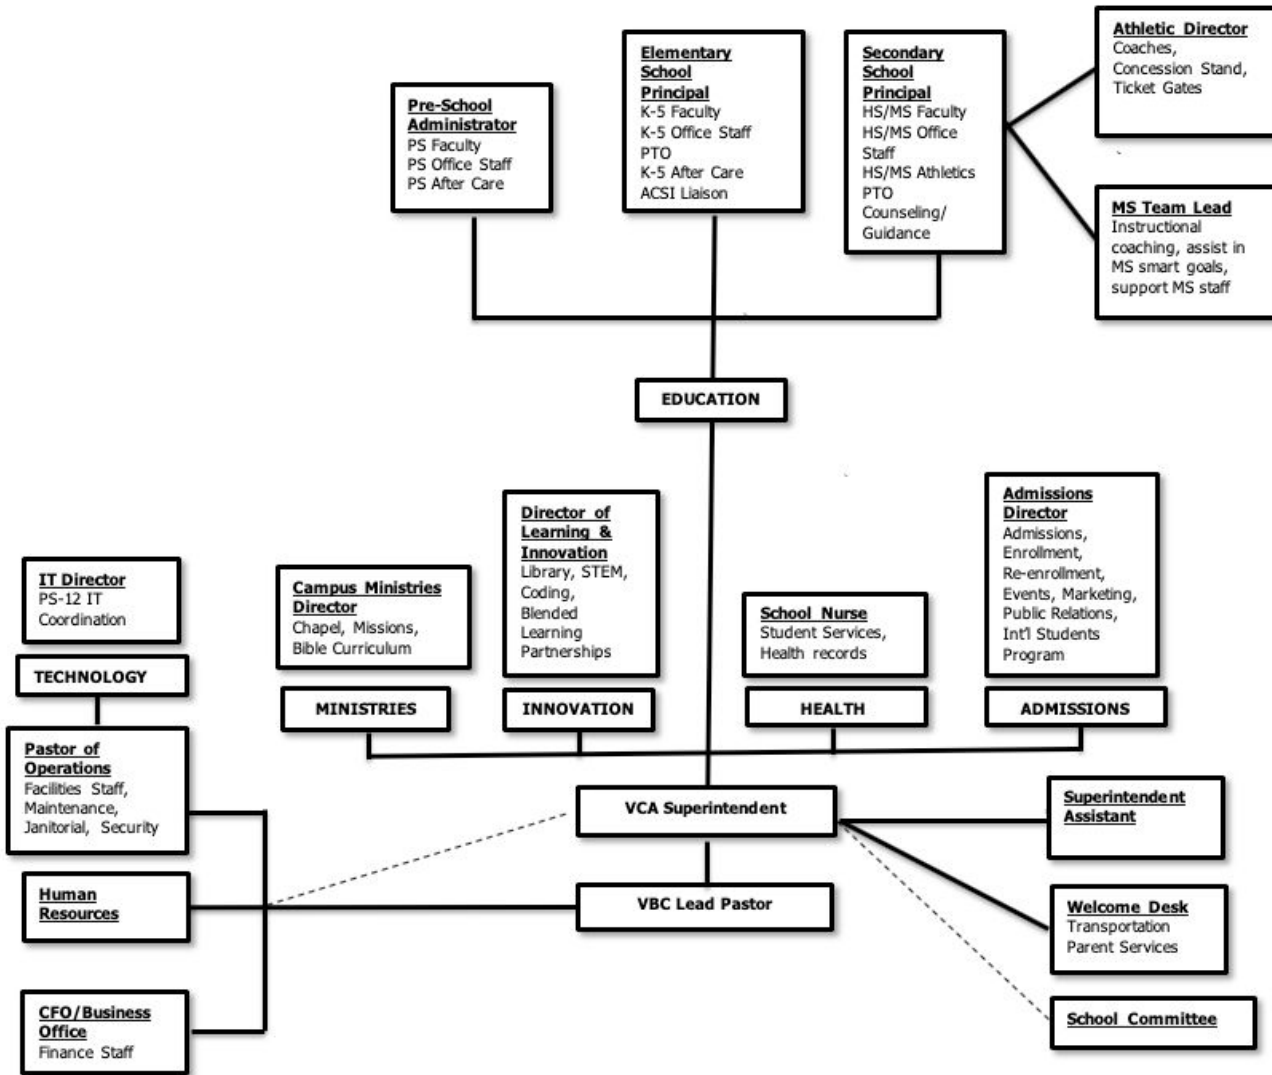 Athletic Director
Coaches,
Concession Stand,
Ticket Gates
Elementary
School
Principal
K-5 Faculty
K-5 Office Staff
PTO
K-5 After Care
ACSI Liaison
Secondary
School
Principal
HS/MS Faculty
HS/MS Office
Staff
HS/MS Athletics
PTO
Counseling/
Guidance
Pre-School
Administrator
PS Faculty
PS Office Staff
PS After Care
MS Team Lead
Instructional
coaching, assist in
MS smart goals,
support MS staff
EDUCATION
IT Director
PS-12 IT
Coordination
TECHNOLOGY
Campus Ministries
Director
Chapel, Missions,
Bible Curriculum
MINISTRIES
Director of
Learning &
Innovation
Library, STEM,
Coding,
Blended
Learning
Partnerships
INNOVATION
School Nurse
Student Services,
Health records
HEALTH
Admissions
Director
Admissions,
Enrollment,
Re-enrollment,
Events, Marketing,
Public Relations,
Int'l Students
Program
ADMISSIONS
Pastor of
Operations
Facilities Staff,
Maintenance,
Janitorial, Security
VCA Superintendent
Superintendent
Assistant
Human
Resources
VBC Lead Pastor
Welcome Desk
Transportation
Parent Services
CFO/Business
Office
Finance Staff
School Committee